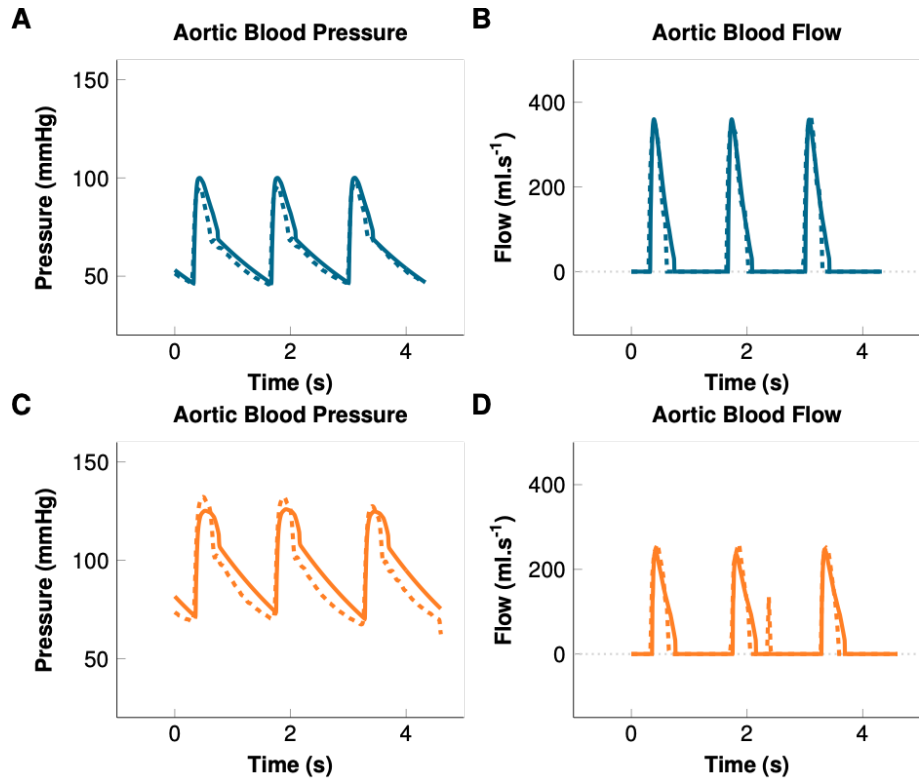 A
Aortic Blood Pressure
Pressure (mmHg)
150
100
50
0 2 4
Time (s)
B
Aortic Blood Flow
Flow (ml.s⁻¹)
400
200
0
0 2 4
Time (s)
C
Aortic Blood Pressure
Pressure (mmHg)
150
100
50
0 2 4
Time (s)
D
Aortic Blood Flow
Flow (ml.s⁻¹)
400
200
0
0 2 4
Time (s)